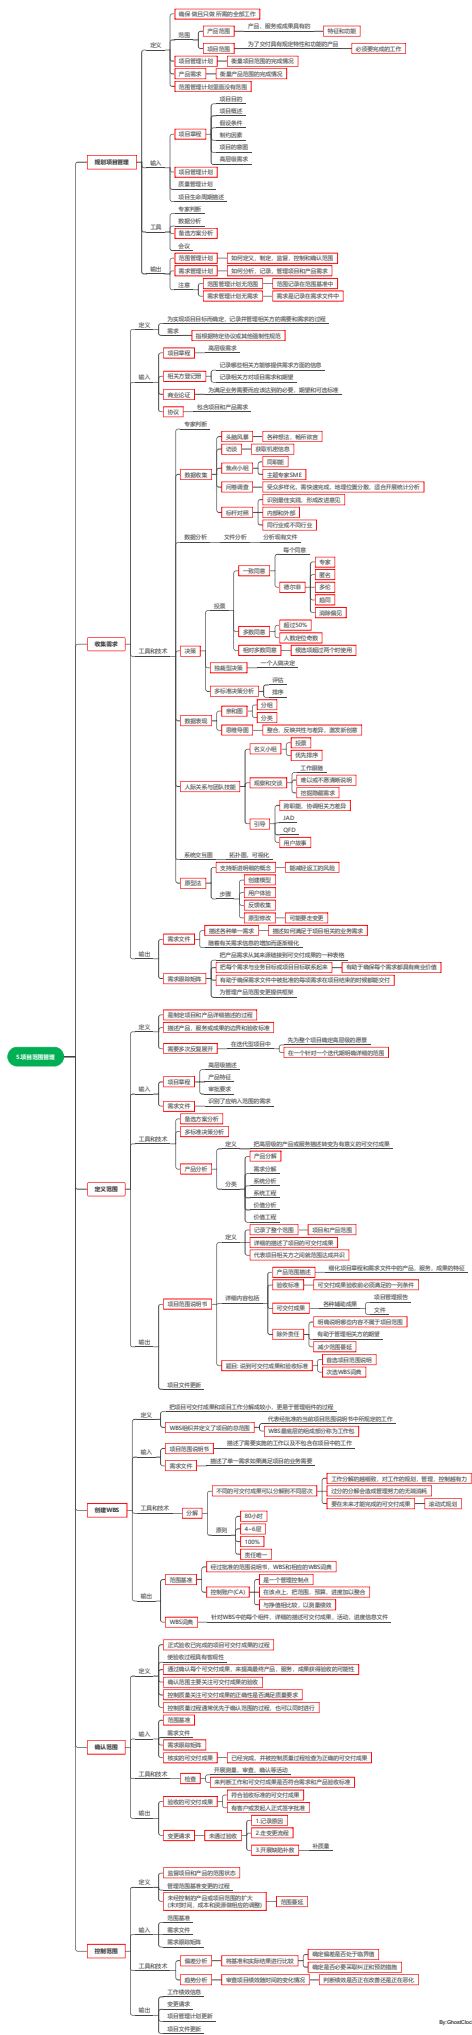 5.项目范围管理
规划项目管理
定义
范围
确保 做且只做 所需的全部工作
产品范围
产品、服务或成果具有的
特征和功能
项目范围
为了交付具有规定特性和功能的产品
必须要完成的工作
项目管理计划
衡量项目范围的完成情况
产品需求
衡量产品范围的完成情况
范围管理计划里面没有范围
输入
项目章程
项目目的
项目概述
假设条件
制约因素
项目的意图
高层级需求
项目管理计划
质量管理计划
项目生命周期描述
工具
专家判断
数据分析
备选方案分析
会议
输出
范围管理计划
如何定义、制定、监督、控制和确认范围
需求管理计划
如何分析、记录、管理项目和产品需求
注意
范围管理计划无范围
范围记录在范围基准中
需求管理计划无需求
需求是记录在需求文件中
收集需求
定义
为实现项目目标而确定、记录并管理相关方的需要和需求的过程
需求
指根据特定协议或其他强制性规范
输入
项目章程
高层级需求
相关方登记册
记录哪些相关方能够提供需求方面的信息
记录相关方对项目需求和期望
商业论证
为满足业务需要而应该达到的必要、期望和可选标准
协议
包含项目和产品需求
工具和技术
专家判断
数据收集
头脑风暴
各种想法，畅所欲言
访谈
获取机密信息
焦点小组
同职能
主题专家SME
问卷调查
受众多样化，需快速完成，地理位置分散，适合开展统计分析
标杆对照
识别最佳实践，形成改进意见
内部和外部
同行业或不同行业
数据分析
文件分析
分析现有文件
决策
投票
一致同意
每个同意
德尔菲
专家
匿名
多伦
趋同
消除偏见
多数同意
超过50%
人数定位奇数
相对多数同意
候选项超过两个时使用
独裁型决策
一个人做决定
多标准决策分析
评估
排序
数据表现
亲和图
分组
分类
思维导图
整合、反映共性与差异，激发新创意
人际关系与团队技能
名义小组
投票
优先排序
观察和交谈
工作跟随
难以或不愿清晰说明
挖掘隐藏需求
引导
跨职能，协调相关方差异
JAD
QFD
用户故事
系统交互图
拓扑图，可视化
原型法
支持渐进明细的概念
能减轻返工的风险
步骤
创建模型
用户体验
反馈收集
原型修改
可能要走变更
输出
需求文件
描述各种单一需求
描述如何满足于项目相关的业务需求
随着有关需求信息的增加而逐渐细化
需求跟踪矩阵
把产品需求从其来源链接到可交付成果的一种表格
把每个需求与业务目标或项目目标联系起来
有助于确保每个需求都具有商业价值
有助于确保需求文件中被批准的每项需求在项目结束的时候都能交付
为管理产品范围变更提供框架
定义范围
定义
是制定项目和产品详细描述的过程
描述产品、服务或成果的边界和验收标准
需要多次反复展开
在迭代型项目中
先为整个项目确定高层级的愿景
在一个针对一个迭代期明确详细的范围
输入
项目章程
高层级描述
产品特征
审批要求
需求文件
识别了应纳入范围的需求
工具和技术
备选方案分析
多标准决策分析
产品分析
定义
把高层级的产品或服务描述转变为有意义的可交付成果
分类
产品分解
需求分解
系统分析
系统工程
价值分析
价值工程
输出
项目范围说明书
定义
记录了整个范围
项目和产品范围
详细的描述了项目的可交付成果
代表项目相关方之间就范围达成共识
详细内容包括
产品范围描述
细化项目章程和需求文件中的产品、服务、成果的特征
验收标准
可交付成果验收前必须满足的一列条件
可交付成果
各种辅助成果
项目管理报告
文件
除外责任
明确说明哪些内容不属于项目范围
有助于管理相关方的期望
减少范围蔓延
题目: 说到可交付成果和验收标准
首选项目范围说明
次选WBS词典
项目文件更新
创建WBS
定义
把项目可交付成果和项目工作分解成较小，更易于管理组件的过程
WBS组织并定义了项目的总范围
代表经批准的当前项目范围说明书中所规定的工作
WBS最底层的组成部分称为工作包
输入
项目范围说明书
描述了需要实施的工作以及不包含在项目中的工作
需求文件
描述了单一需求如果满足项目的业务需要
工具和技术
分解
不同的可交付成果可以分解到不同层次
工作分解的越细致，对工作的规划、管理、控制越有力
过分的分解会造成管理努力的无端消耗
要在未来才能完成的可交付成果
滚动式规划
原则
80小时
4~6层
100%
责任唯一
输出
范围基准
经过批准的范围说明书、WBS和相应的WBS词典
控制账户(CA)
是一个管理控制点
在该点上，把范围、预算、进度加以整合
与挣值相比较，以测量绩效
WBS词典
针对WBS中的每个组件，详细的描述可交付成果、活动、进度信息文件
确认范围
定义
正式验收已完成的项目可交付成果的过程
使验收过程具有客观性
通过确认每个可交付成果，来提高最终产品、服务、成果获得验收的可能性
确认范围主要关注可交付成果的验收
控制质量关注可交付成果的正确性是否满足质量要求
控制质量过程通常优先于确认范围的过程，也可以同时进行
输入
范围基准
需求文件
需求跟踪矩阵
核实的可交付成果
已经完成，并被控制质量过程检查为正确的可交付成果
工具和技术
检查
开展测量、审查、确认等活动
来判断工作和可交付成果是否符合需求和产品验收标准
输出
验收的可交付成果
符合验收标准的可交付成果
有客户或发起人正式签字批准
变更请求
未通过验收
1.记录原因
2.走变更流程
3.开展缺陷补救
补质量
控制范围
定义
监督项目和产品的范围状态
管理范围基准变更的过程
未经控制的产品或项目范围的扩大
(未对时间，成本和资源做相应的调整)
范围蔓延
输入
范围基准
需求文件
需求跟踪矩阵
工具和技术
偏差分析
将基准和实际结果进行比较
确定偏差是否处于临界值
确定是否必要采取纠正和预防措施
趋势分析
审查项目绩效随时间的变化情况
判断绩效是否正在改善还是正在恶化
输出
工作绩效信息
变更请求
项目管理计划更新
项目文件更新
By:GhostCloc